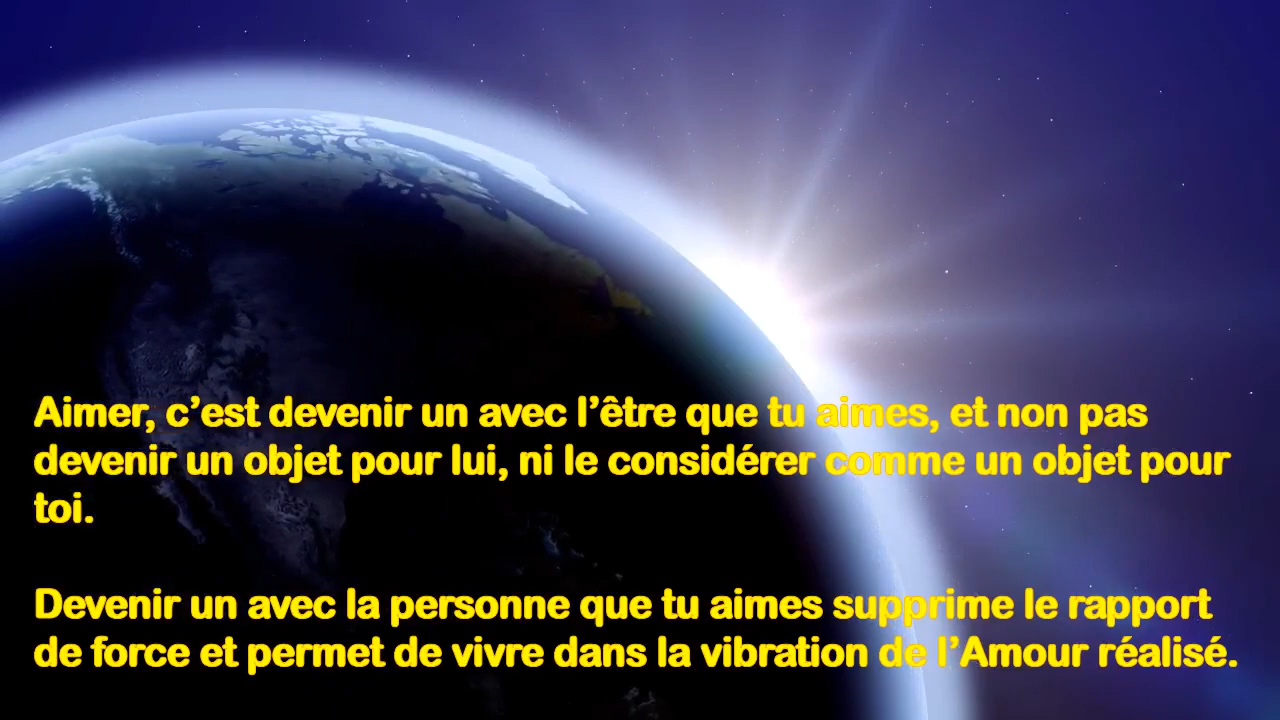 Aimer, c’est devenir un avec l’être que tu aimes, et non pas
devenir un objet pour lui, ni le considérer comme un objet pour
toi.
Devenir un avec la personne que tu aimes supprime le rapport
de force et permet de vivre dans la vibration de l’Amour réalisé.